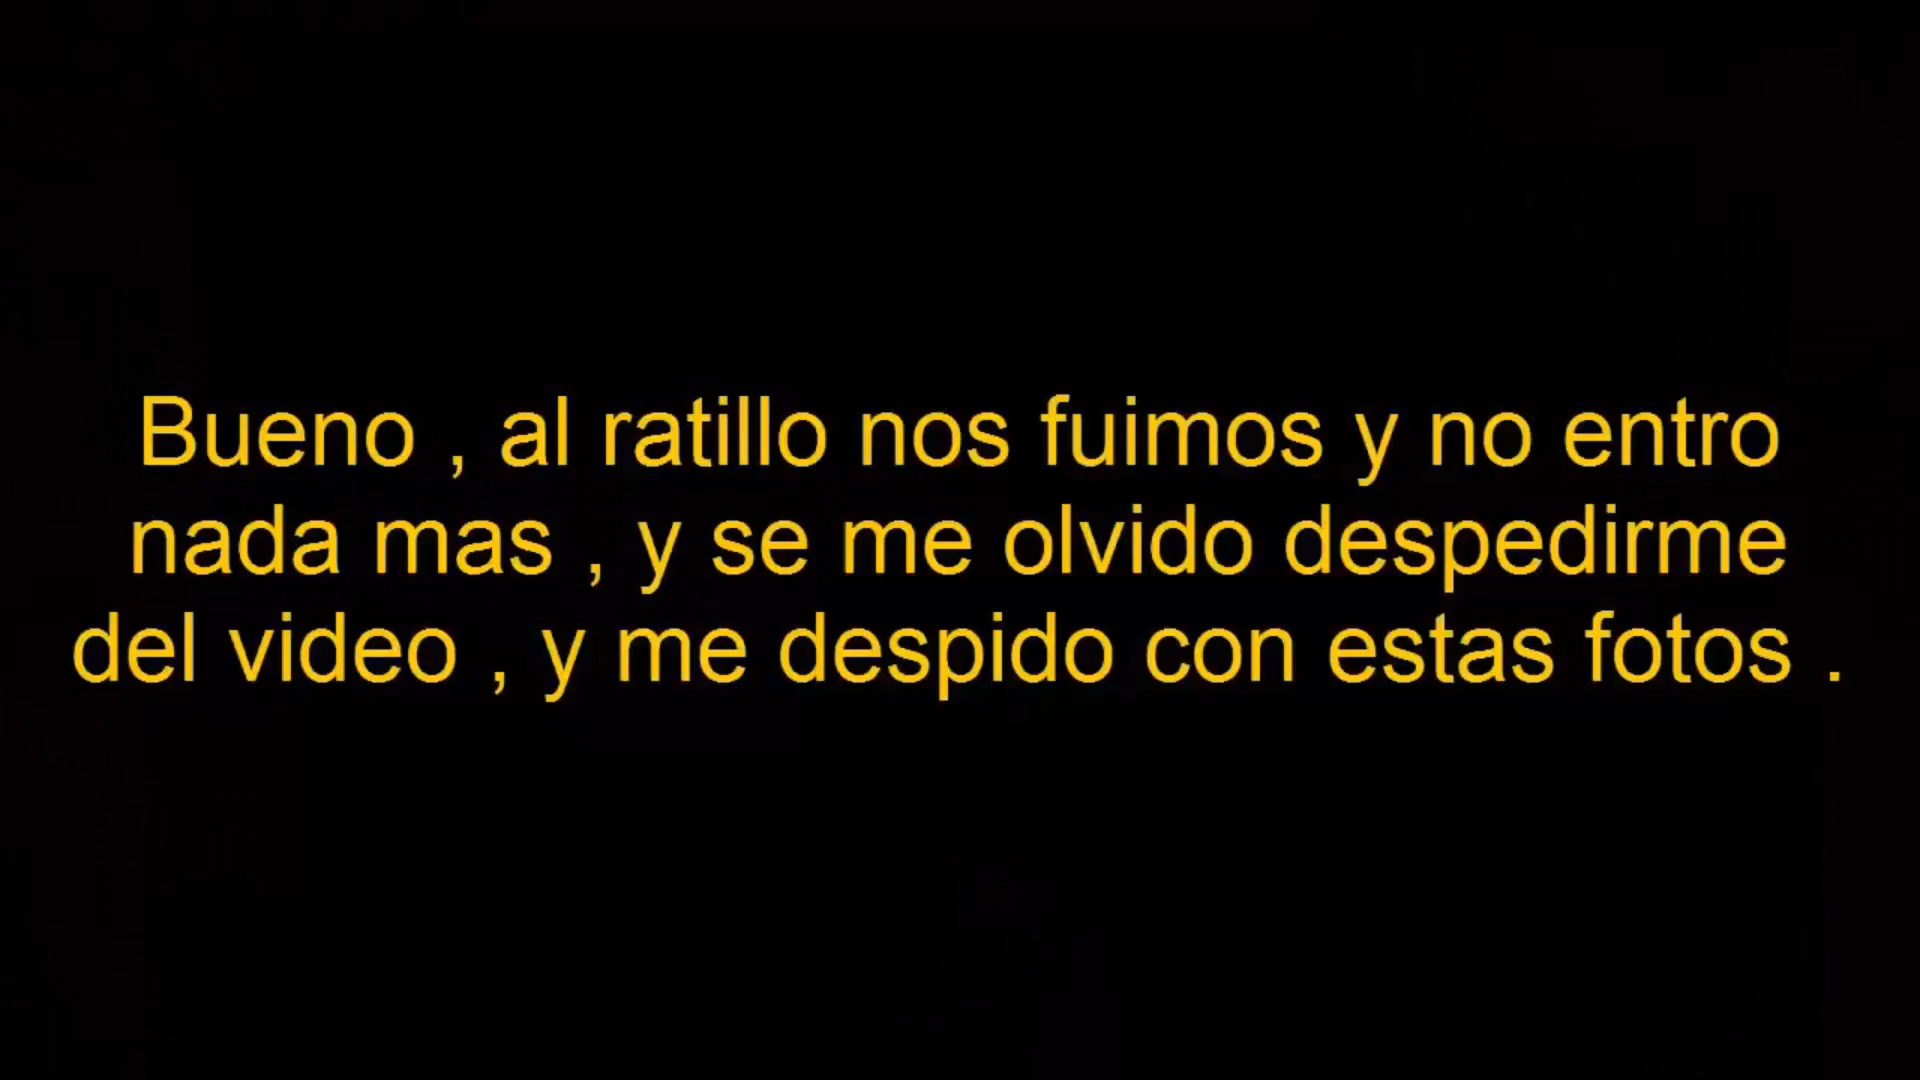 Bueno , al ratillo nos fuimos y no entro
nada mas , y se me olvido despedirme
del video , y me despido con estas fotos .